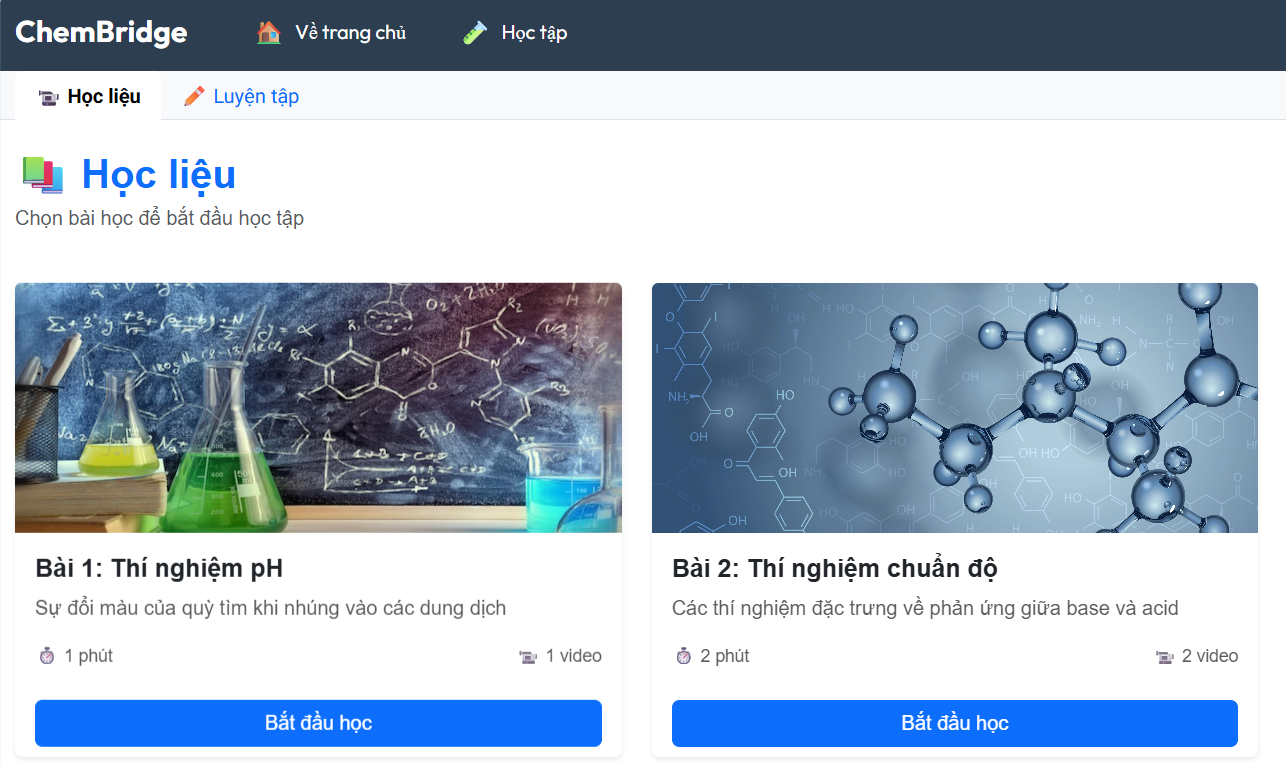 ChemBridge
Về trang chủ
Học tập
Học liệu
Luyện tập
Học liệu
Chọn bài học để bắt đầu học tập
Bài 1: Thí nghiệm pH
Sự đổi màu của quỳ tìm khi nhúng vào các dung dịch
1 phút
1 video
Bắt đầu học
Bài 2: Thí nghiệm chuẩn độ
Các thí nghiệm đặc trưng về phản ứng giữa base và acid
2 phút
2 video
Bắt đầu học